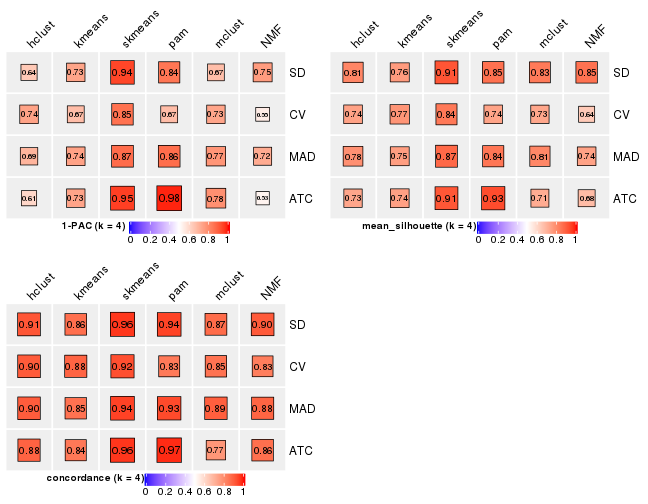 hclust kmeans skmeans pam mclust NMF
0.64 0.73 0.94 0.84 0.67 0.75 SD
0.74 0.67 0.85 0.67 0.73 CV
0.69 0.74 0.87 0.86 0.77 0.72 MAD
0.61 0.73 0.95 0.98 0.78 0.53 ATC
1-PAC (k = 4)
0 0.2 0.4 0.6 0.8 1
hclust kmeans skmeans pam mclust NMF
0.81 0.76 0.91 0.85 0.83 0.85 SD
0.74 0.77 0.84 0.74 0.73 0.64 CV
0.78 0.75 0.87 0.84 0.81 0.74 MAD
0.73 0.74 0.91 0.93 0.71 0.68 ATC
mean_silhouette (k = 4)
0 0.2 0.4 0.6 0.8 1
hclust kmeans skmeans pam mclust NMF
0.91 0.86 0.96 0.94 0.87 0.90 SD
0.90 0.88 0.92 0.83 0.85 0.83 CV
0.90 0.85 0.94 0.93 0.89 0.88 MAD
0.88 0.84 0.96 0.97 0.77 0.86 ATC
concordance (k = 4)
0 0.2 0.4 0.6 0.8 1